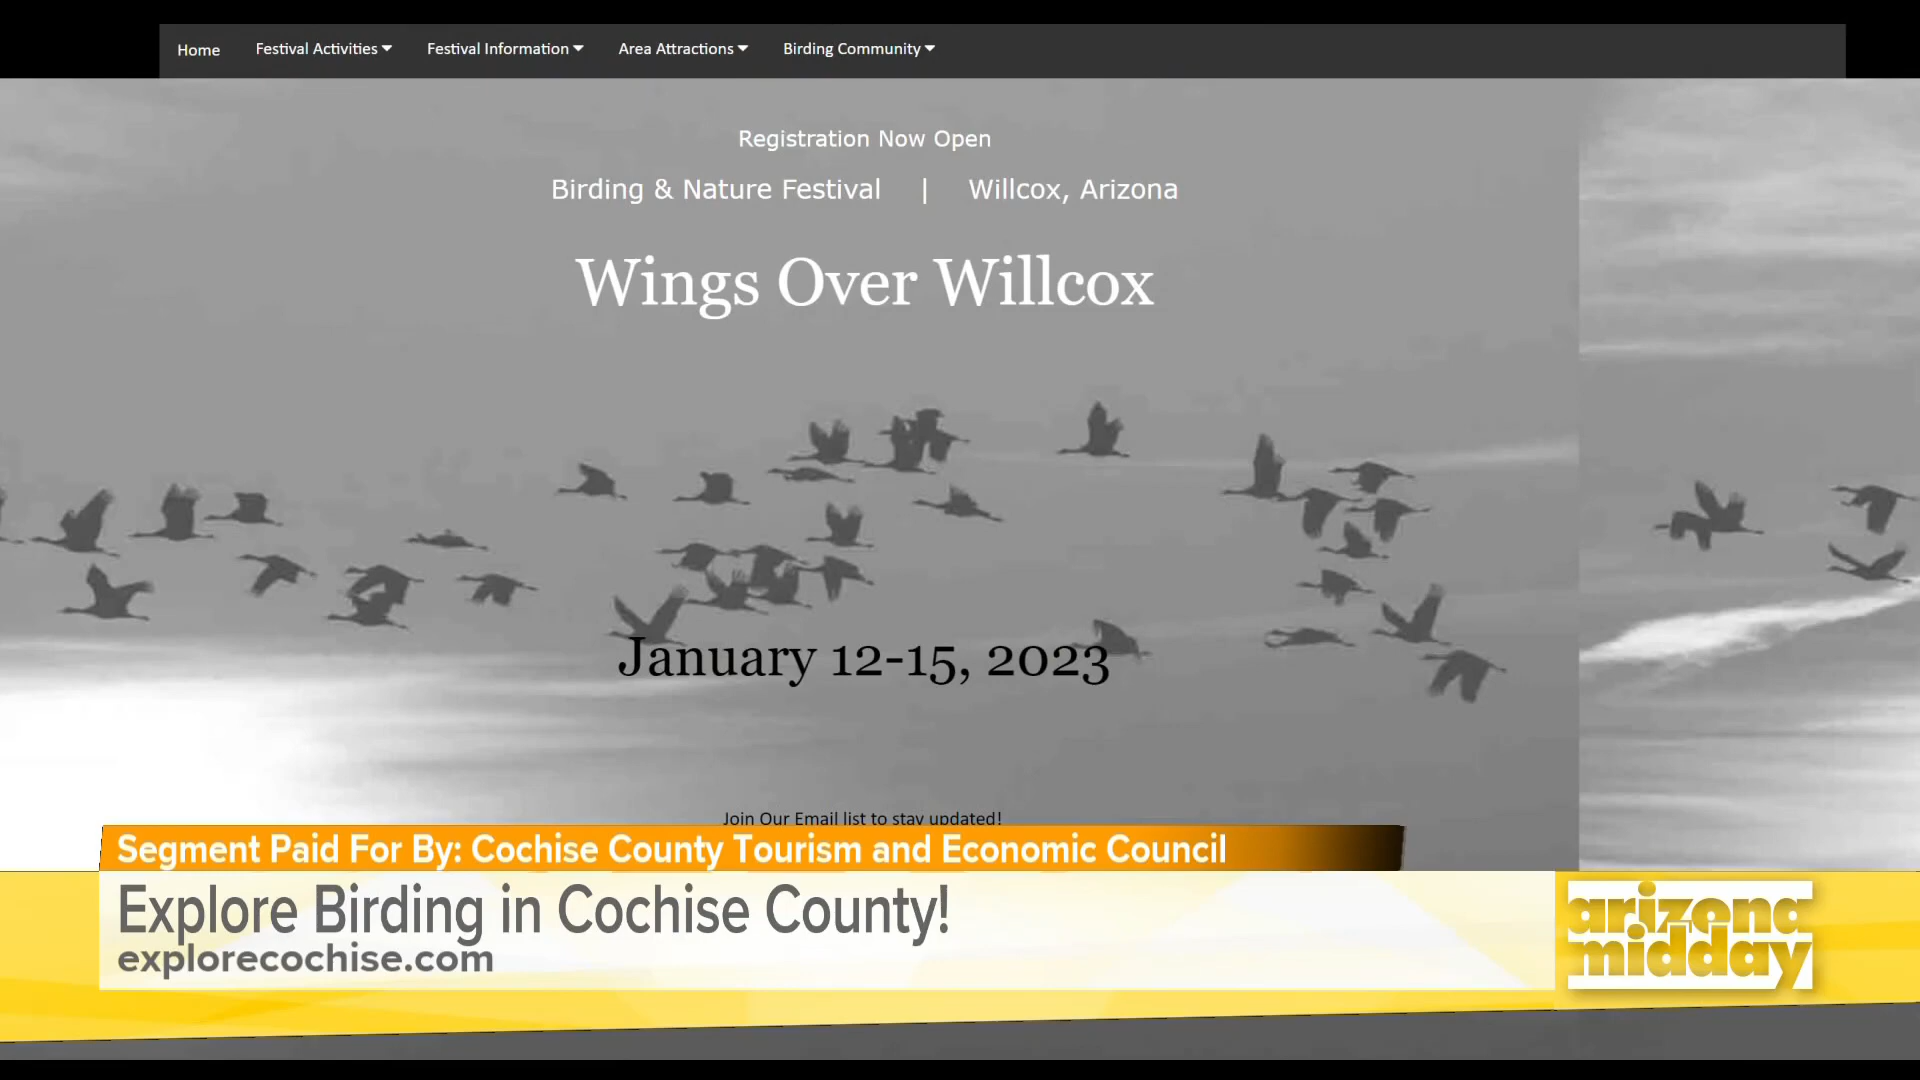 Home Festival Activities Festival Information Area Attractions Birding Community
Registration Now Open
Birding & Nature Festival | Willcox, Arizona
Wings Over Willcox
January 12-15, 2023
Join Our Email list to stay updated!
Segment Paid For By: Cochise County Tourism and Economic Council
Explore Birding in Cochise County!
explorecochise.com
arizona
midday